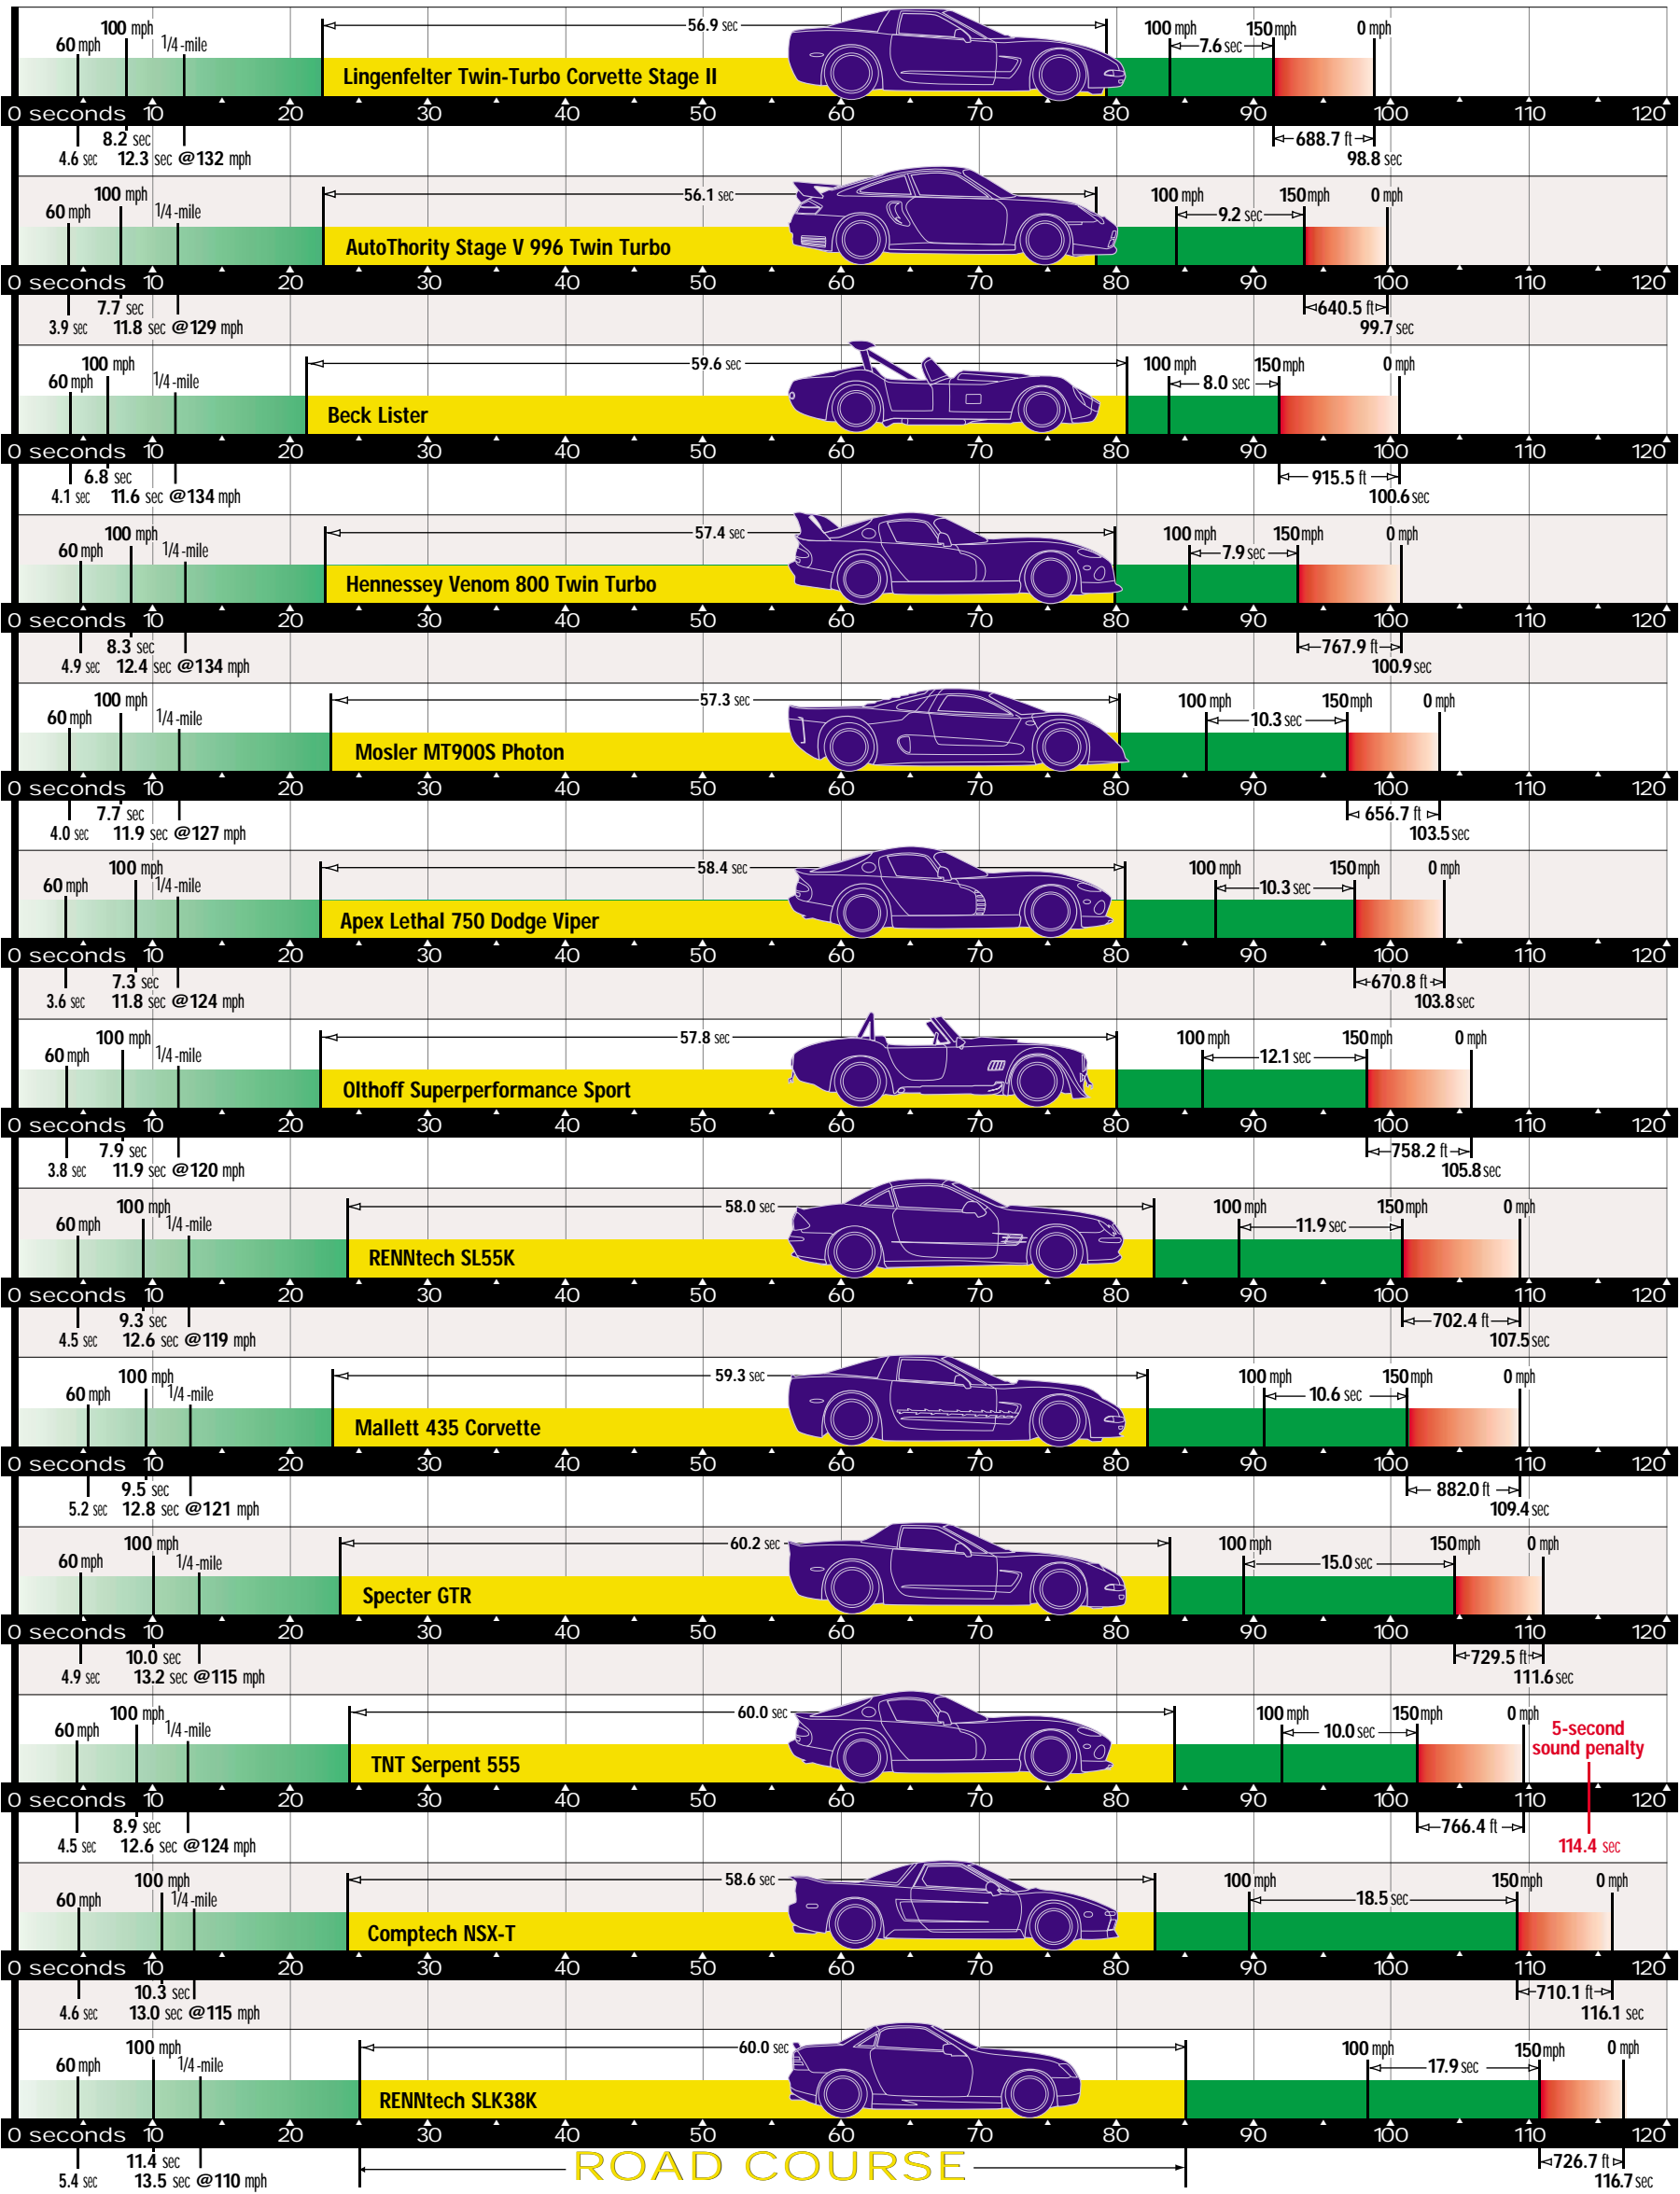 60 mph 100 mph 1/4-mile 56.9 sec 100 mph 7.6 sec 150 mph 0 mph
Lingenfelter Twin-Turbo Corvette Stage II
0 seconds 10 20 30 40 50 60 70 80 90 100 110 120
4.6 sec 8.2 sec 12.3 sec @132 mph 688.7 ft 98.8 sec
60 mph 100 mph 1/4-mile 56.1 sec 100 mph 9.2 sec 150 mph 0 mph
AutoThority Stage V 996 Twin Turbo
0 seconds 10 20 30 40 50 60 70 80 90 100 110 120
3.9 sec 7.7 sec 11.8 sec @129 mph 640.5 ft 99.7 sec
60 mph 100 mph 1/4-mile 59.6 sec 100 mph 8.0 sec 150 mph 0 mph
Beck Lister
0 seconds 10 20 30 40 50 60 70 80 90 100 110 120
4.1 sec 6.8 sec 11.6 sec @134 mph 915.5 ft 100.6 sec
60 mph 100 mph 1/4-mile 57.4 sec 100 mph 7.9 sec 150 mph 0 mph
Hennessey Venom 800 Twin Turbo
0 seconds 10 20 30 40 50 60 70 80 90 100 110 120
4.9 sec 8.3 sec 12.4 sec @134 mph 767.9 ft 100.9 sec
60 mph 100 mph 1/4-mile 57.3 sec 100 mph 10.3 sec 150 mph 0 mph
Mosler MT900S Photon
0 seconds 10 20 30 40 50 60 70 80 90 100 110 120
4.0 sec 7.7 sec 11.9 sec @127 mph 656.7 ft 103.5 sec
60 mph 100 mph 1/4-mile 58.4 sec 100 mph 10.3 sec 150 mph 0 mph
Apex Lethal 750 Dodge Viper
0 seconds 10 20 30 40 50 60 70 80 90 100 110 120
3.6 sec 7.3 sec 11.8 sec @124 mph 670.8 ft 103.8 sec
60 mph 100 mph 1/4-mile 57.8 sec 100 mph 12.1 sec 150 mph 0 mph
Olthoff Superperformance Sport
0 seconds 10 20 30 40 50 60 70 80 90 100 110 120
3.8 sec 7.9 sec 11.9 sec @120 mph 758.2 ft 105.8 sec
60 mph 100 mph 1/4-mile 58.0 sec 100 mph 11.9 sec 150 mph 0 mph
RENNtech SL55K
0 seconds 10 20 30 40 50 60 70 80 90 100 110 120
4.5 sec 9.3 sec 12.6 sec @119 mph 702.4 ft 107.5 sec
60 mph 100 mph 1/4-mile 59.3 sec 100 mph 10.6 sec 150 mph 0 mph
Mallett 435 Corvette
0 seconds 10 20 30 40 50 60 70 80 90 100 110 120
5.2 sec 9.5 sec 12.8 sec @121 mph 882.0 ft 109.4 sec
60 mph 100 mph 1/4-mile 60.2 sec 100 mph 15.0 sec 150 mph 0 mph
Specter GTR
0 seconds 10 20 30 40 50 60 70 80 90 100 110 120
4.9 sec 10.0 sec 13.2 sec @115 mph 729.5 ft 111.6 sec
60 mph 100 mph 1/4-mile 60.0 sec 100 mph 10.0 sec 150 mph 0 mph
5-second
sound penalty
TNT Serpent 555
0 seconds 10 20 30 40 50 60 70 80 90 100 110 120
4.5 sec 8.9 sec 12.6 sec @124 mph 766.4 ft 114.4 sec
60 mph 100 mph 1/4-mile 58.6 sec 100 mph 18.5 sec 150 mph 0 mph
Comptech NSX-T
0 seconds 10 20 30 40 50 60 70 80 90 100 110 120
4.6 sec 10.3 sec 13.0 sec @115 mph 710.1 ft 116.1 sec
60 mph 100 mph 1/4-mile 60.0 sec 100 mph 17.9 sec 150 mph 0 mph
RENNtech SLK38K
0 seconds 10 20 30 40 50 60 70 80 90 100 110 120
5.4 sec 11.4 sec 13.5 sec @110 mph ROAD COURSE 726.7 ft 116.7 sec